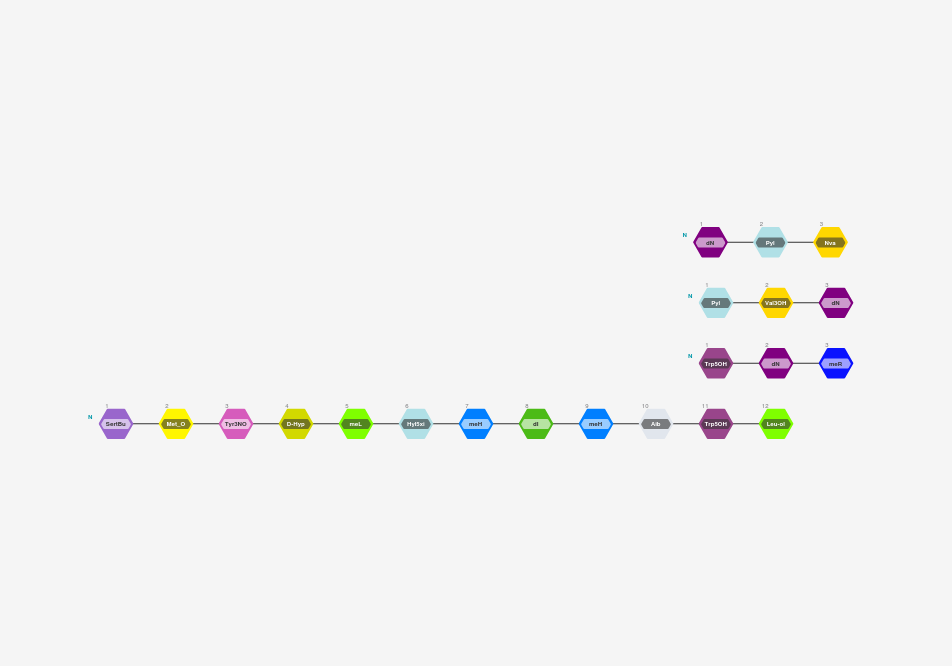 1 2 3
N dN Pyl Nva
1 2 3
N Pyl Val3OH dN
1 2 3
N Trp5OH dN meR
1 2 3 4 5 6 7 8 9 10 11 12
N SertBu Met_O Tyr3NO D-Hyp meL Hyl5xi meH dI meH Aib Trp5OH Leu-ol